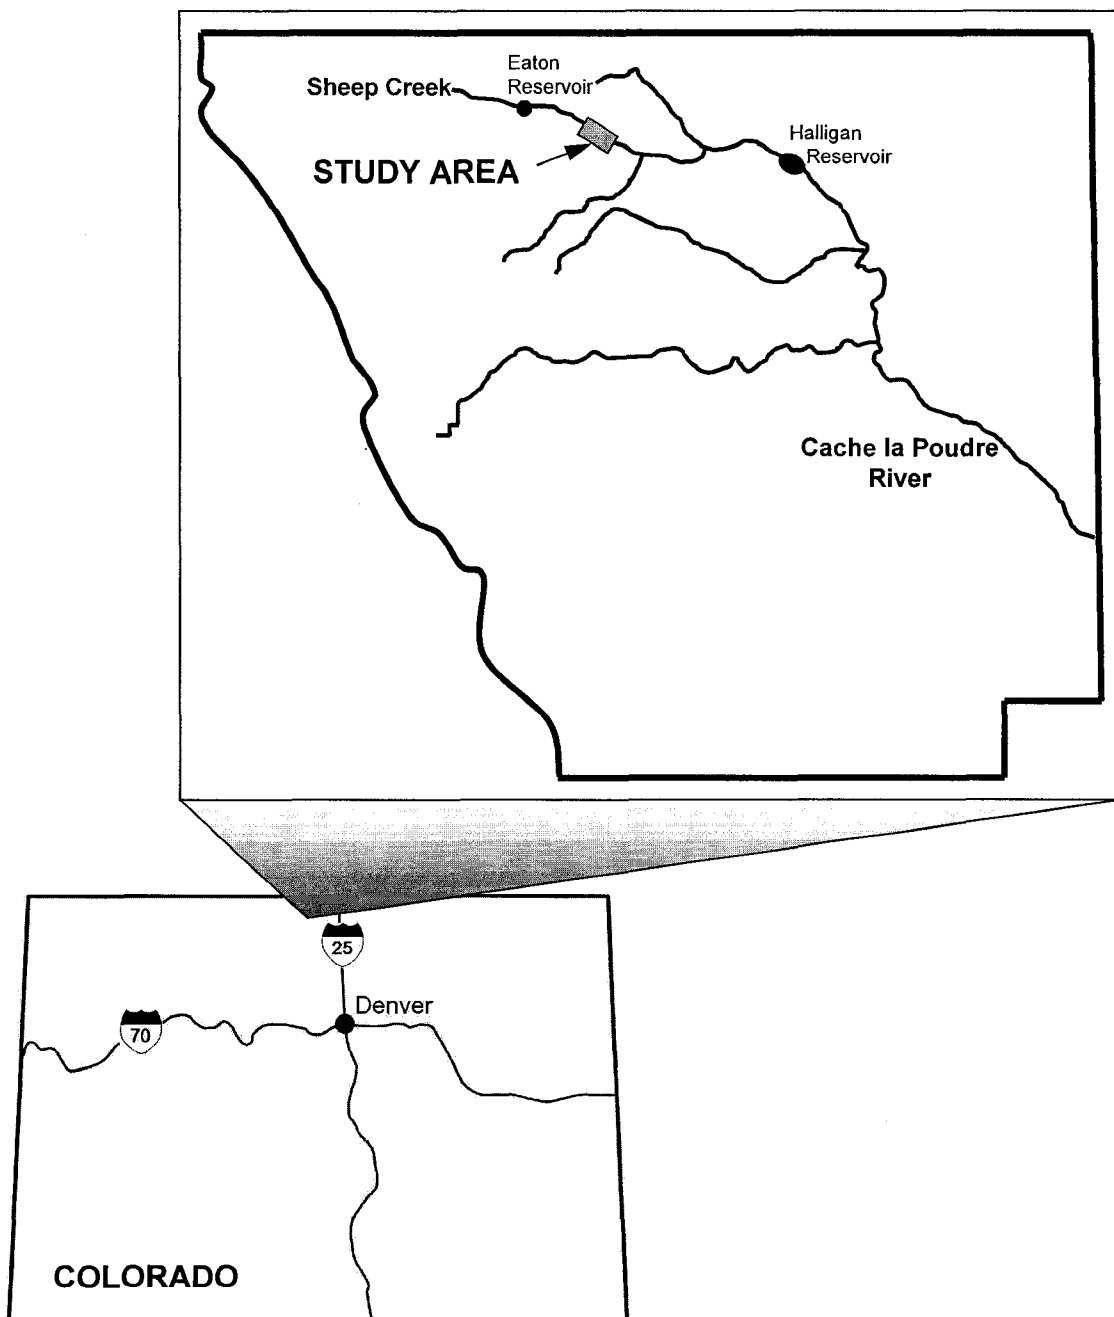 Eaton
Reservoir
Sheep Creek
Halligan
Reservoir
STUDY AREA
Cache la Poudre
River
25
Denver
70
COLORADO